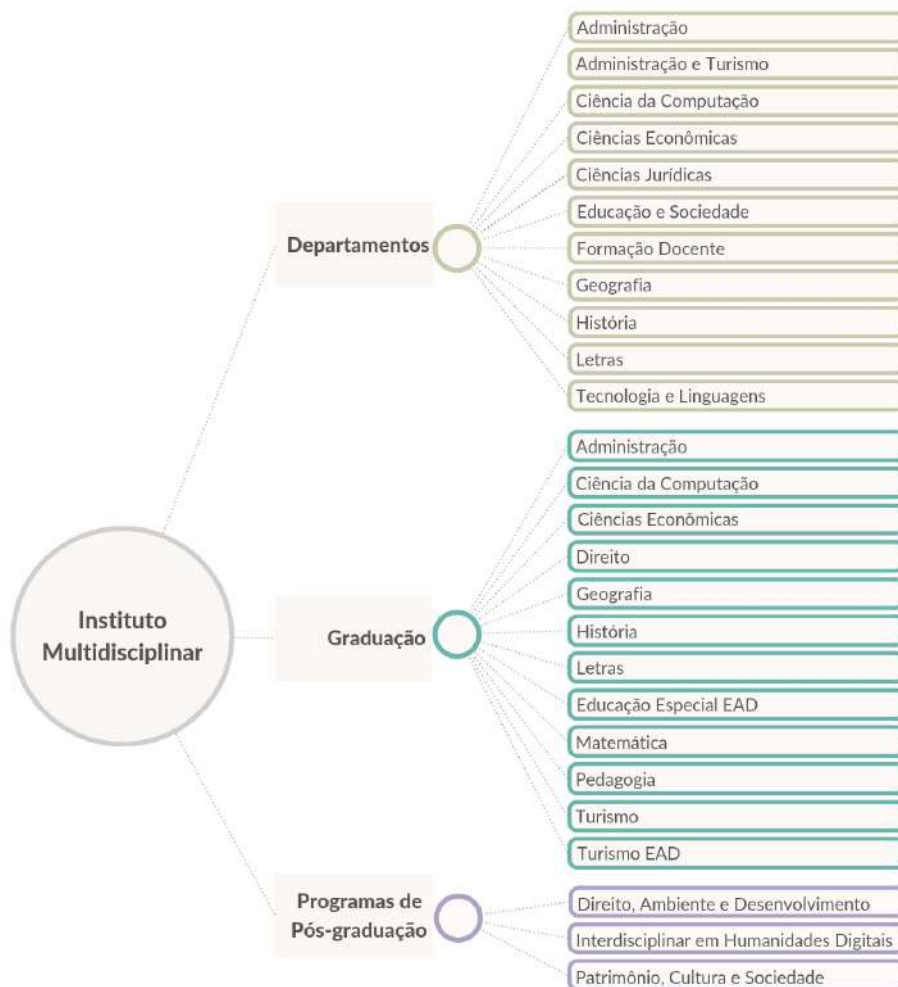 Instituto
Multidisciplinar
Departamentos
Administração
Administração e Turismo
Ciência da Computação
Ciências Econômicas
Ciências Jurídicas
Educação e Sociedade
Formação Docente
Geografia
História
Letras
Tecnologia e Linguagens
Graduação
Administração
Ciência da Computação
Ciências Econômicas
Direito
Geografia
História
Letras
Educação Especial EAD
Matemática
Pedagogia
Turismo
Turismo EAD
Programas de
Pós-graduação
Direito, Ambiente e Desenvolvimento
Interdisciplinar em Humanidades Digitais
Patrimônio, Cultura e Sociedade